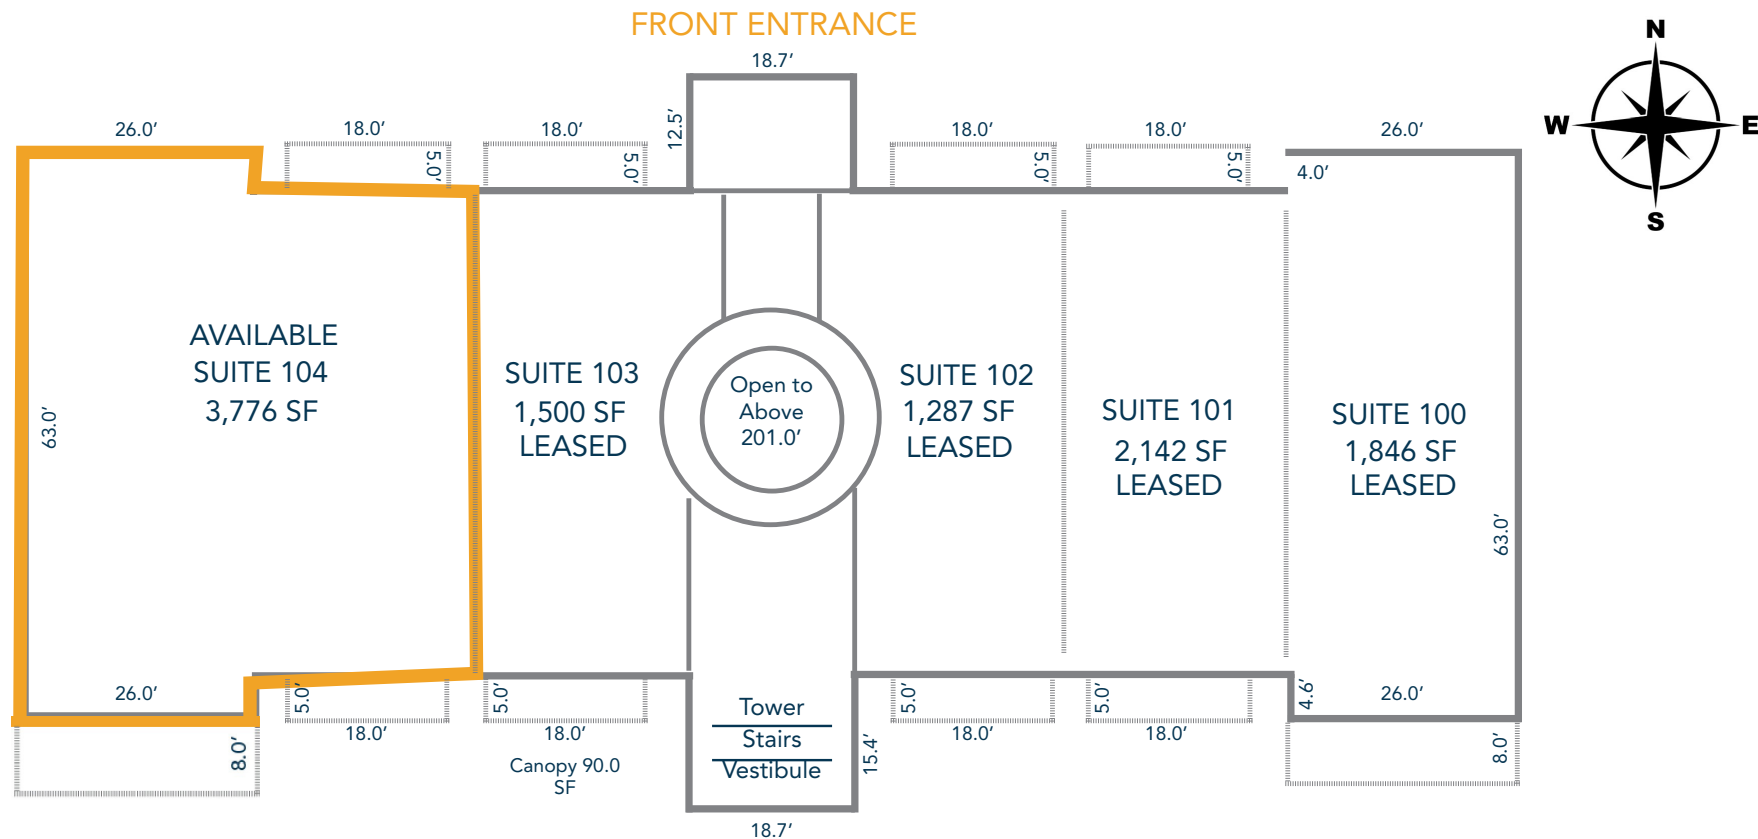 FRONT ENTRANCE
18.7’
N
W
E
S
26.0’
18.0’
18.0’
12.5’
18.0’
18.0’
26.0’
5.0’
5.0’
5.0’
5.0’
4.0’
AVAILABLE
SUITE 104
3,776 SF
SUITE 103
1,500 SF
LEASED
Open to
Above
201.0’
SUITE 102
1,287 SF
LEASED
SUITE 101
2,142 SF
LEASED
SUITE 100
1,846 SF
LEASED
63.0’
63.0’
26.0’
5.0’
5.0’
5.0’
5.0’
4.6’
26.0’
18.0’
18.0’
18.0’
18.0’
8.0’
8.0’
Tower
Stairs
Vestibule
15.4’
Canopy 90.0
SF
18.7’